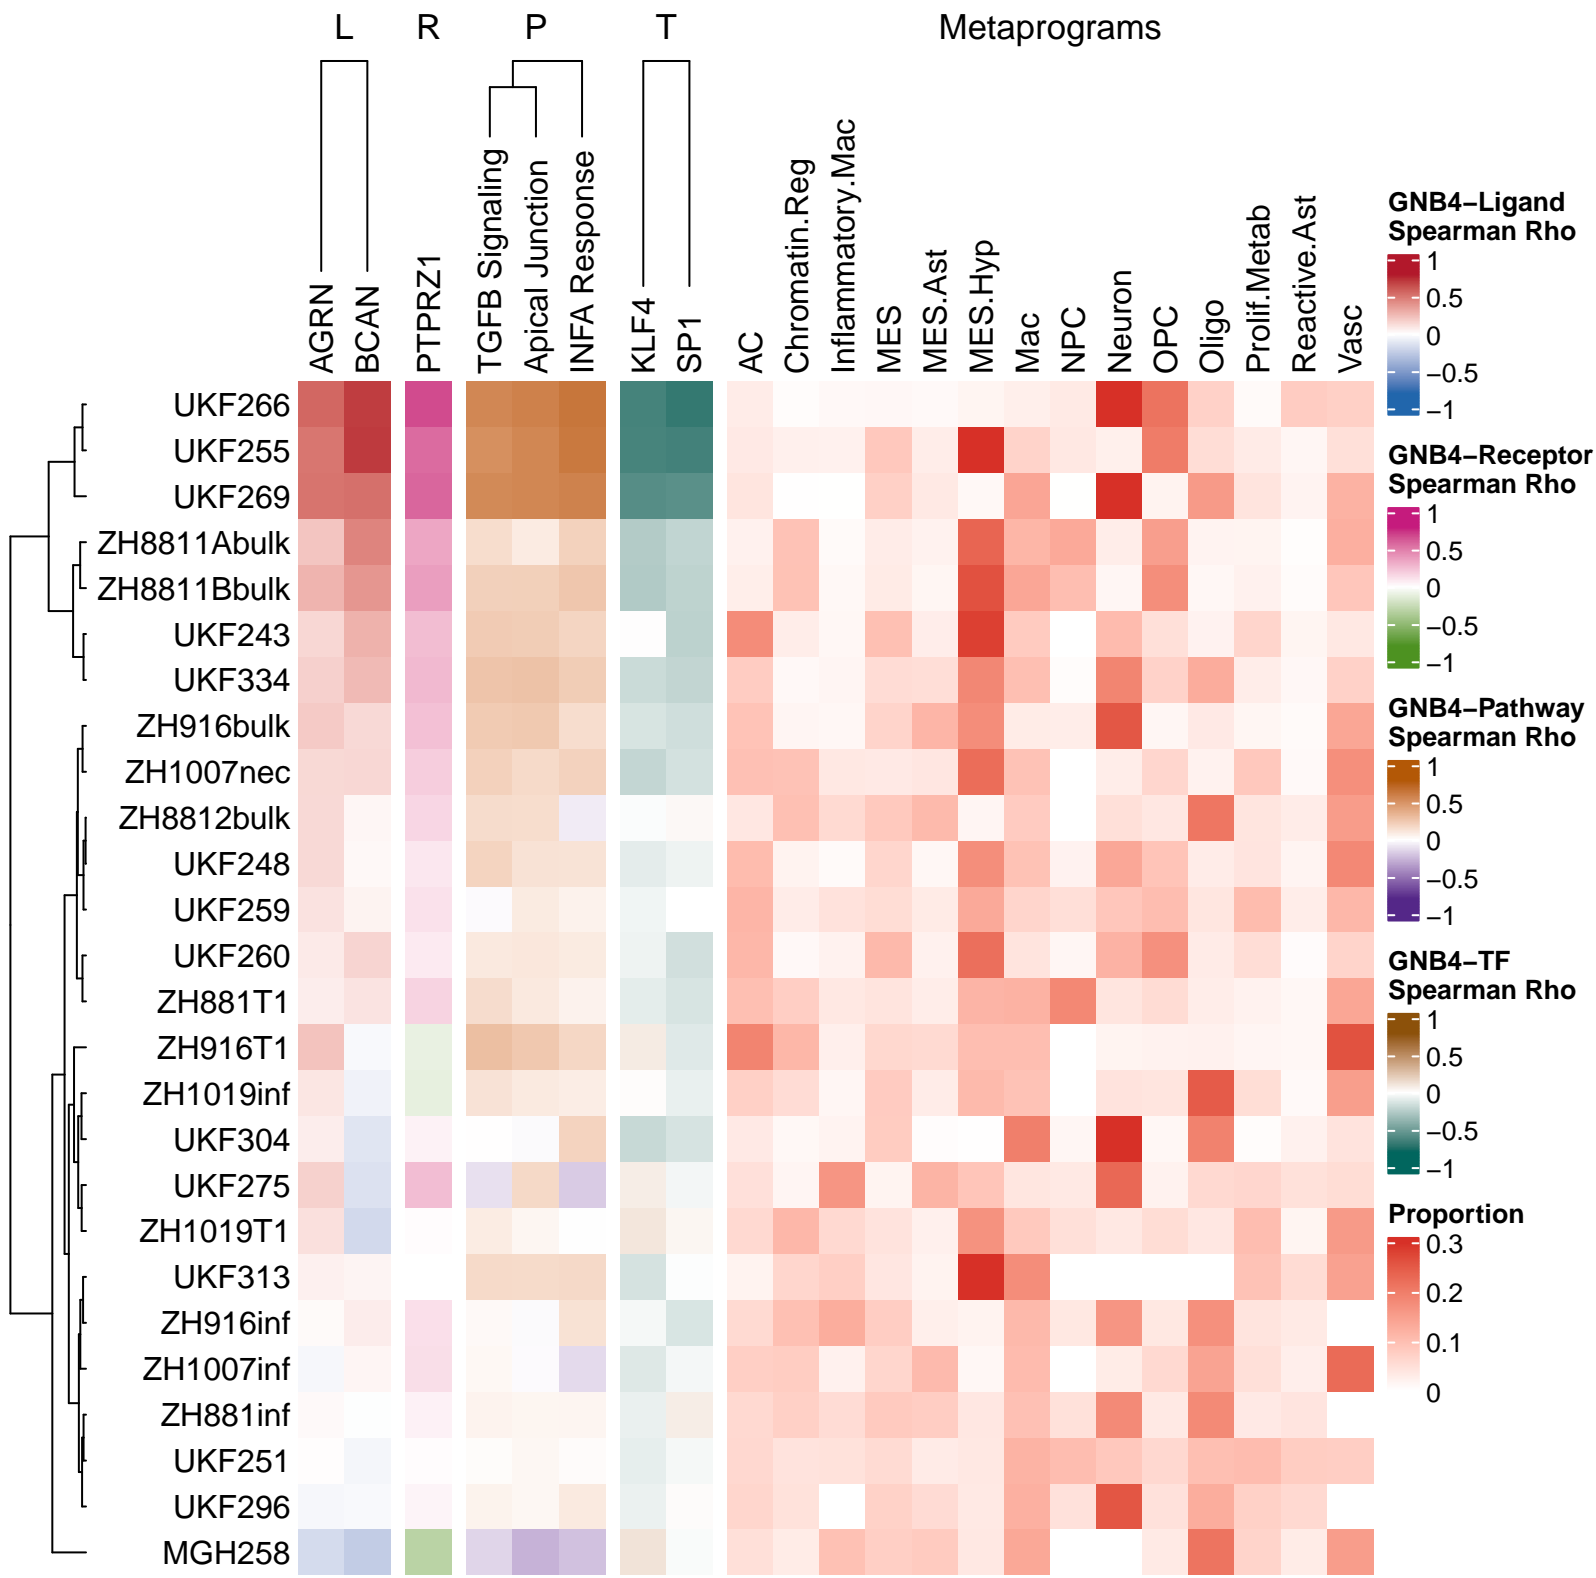 L R P T Metaprograms
AGRN
BCAN
PTPRZ1
TGFB Signaling
Apical Junction
INFA Response
KLF4
SP1
AC
Chromatin.Reg
Inflammatory.Mac
MES
MES.Ast
MES.Hyp
Mac
NPC
Neuron
OPC
Oligo
Prolif.Metab
Reactive.Ast
Vasc
UKF266
UKF255
UKF269
ZH8811Abulk
ZH8811Bbulk
UKF243
UKF334
ZH916bulk
ZH1007nec
ZH8812bulk
UKF248
UKF259
UKF260
ZH881T1
ZH916T1
ZH1019inf
UKF304
UKF275
ZH1019T1
UKF313
ZH916inf
ZH1007inf
ZH881inf
UKF251
UKF296
MGH258
GNB4−Ligand
Spearman Rho
1
0.5
0
−0.5
−1
GNB4−Receptor
Spearman Rho
1
0.5
0
−0.5
−1
GNB4−Pathway
Spearman Rho
1
0.5
0
−0.5
−1
GNB4−TF
Spearman Rho
1
0.5
0
−0.5
−1
Proportion
0.3
0.2
0.1
0